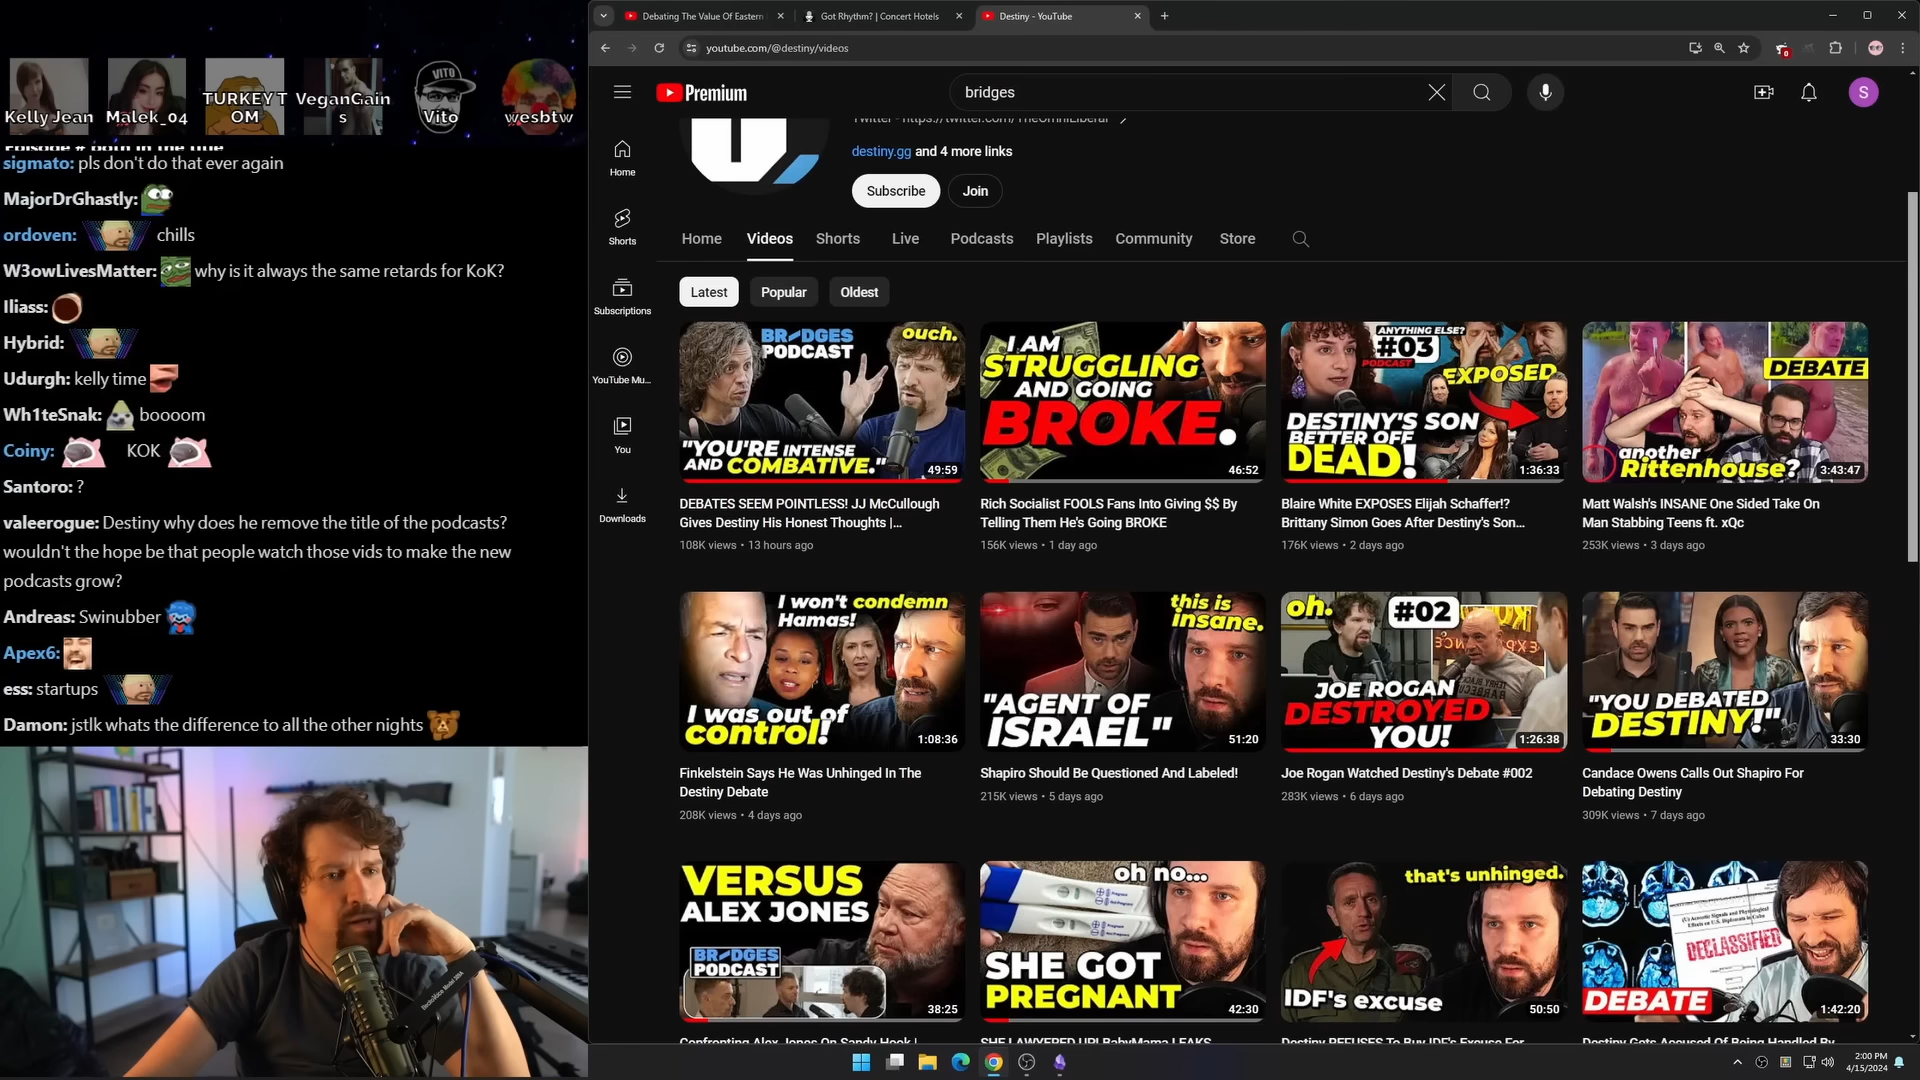 Kelly Jean
Malek_04
TURKEY T
OM
VeganGain
s
Vito
wesbtw
VITO
Episode # both in the title
sigmato: pls don't do that ever again
MajorDrGhastly:
ordoven: chills
W3owLivesMatter: why is it always the same retards for KoK?
Iliass:
Hybrid:
Udurgh: kelly time
Wh1teSnak: boooom
Coiny: KOK
Santoro: ?
valeerogue: Destiny why does he remove the title of the podcasts?
wouldn't the hope be that people watch those vids to make the new
podcasts grow?
Andreas: Swinubber
Apex6:
ess: startups
Damon: jstlk whats the difference to all the other nights
Debating The Value Of Eastern
Got Rhythm? | Concert Hotels
Destiny - YouTube
youtube.com/@destiny/videos
0
Premium
bridges
S
Twitter - https://twitter.com/TheOmniLiberal
destiny.gg and 4 more links
Subscribe
Join
Home
Shorts
Subscriptions
YouTube Mu...
You
Downloads
Home
Videos
Shorts
Live
Podcasts
Playlists
Community
Store
Latest
Popular
Oldest
BRIDGES
PODCAST
ouch.
"YOU'RE INTENSE
AND COMBATIVE."
49:59
DEBATES SEEM POINTLESS! JJ McCullough
Gives Destiny His Honest Thoughts |...
108K views • 13 hours ago
I AM
STRUGGLING
AND GOING
BROKE.
46:52
Rich Socialist FOOLS Fans Into Giving $$ By
Telling Them He's Going BROKE
156K views • 1 day ago
ANYTHING ELSE?
#03
PODCAST
EXPOSED
DESTINY'S SON
BETTER OFF
DEAD!
1:36:33
Blaire White EXPOSES Elijah Schaffer!?
Brittany Simon Goes After Destiny's Son...
176K views • 2 days ago
DEBATE
another
Rittenhouse?
3:43:47
Matt Walsh's INSANE One Sided Take On
Man Stabbing Teens ft. xQc
253K views • 3 days ago
I won't condemn
Hamas!
I was out of
control!
1:08:36
Finkelstein Says He Was Unhinged In The
Destiny Debate
208K views • 4 days ago
this is
insane.
"AGENT OF
ISRAEL"
51:20
Shapiro Should Be Questioned And Labeled!
215K views • 5 days ago
oh.
#02
JOE ROGAN
DESTROYED
YOU!
1:26:38
Joe Rogan Watched Destiny's Debate #002
283K views • 6 days ago
"YOU DEBATED
DESTINY!"
33:30
Candace Owens Calls Out Shapiro For
Debating Destiny
309K views • 7 days ago
VERSUS
ALEX JONES
BRIDGES
PODCAST
38:25
Confronting Alex Jones On Sandy Hook |
oh no...
SHE GOT
PREGNANT
42:30
SHE LAWYERED UP! BabyMama LEAKS
that's unhinged.
IDF's excuse
50:50
Destiny REFUSES To Buy IDF's Excuse For
DECLASSIFIED
DEBATE
1:42:20
Destiny Gets Accused Of Being Handled By
2:00 PM
4/15/2024